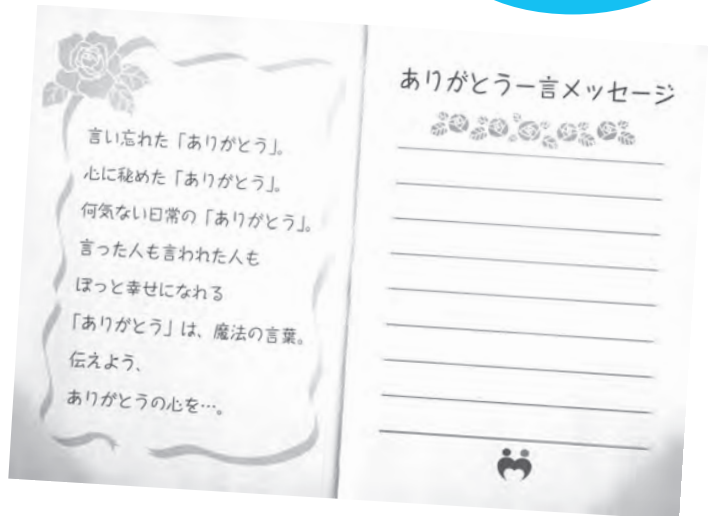 言い忘れた「ありがとう」。
心に秘めた「ありがとう」。
何気ない日常の「ありがとう」。
言った人も言われた人も
ぽっと幸せになれる
「ありがとう」は、魔法の言葉。
伝えよう、
ありがとうの心を…。
ありがとう一言メッセージ